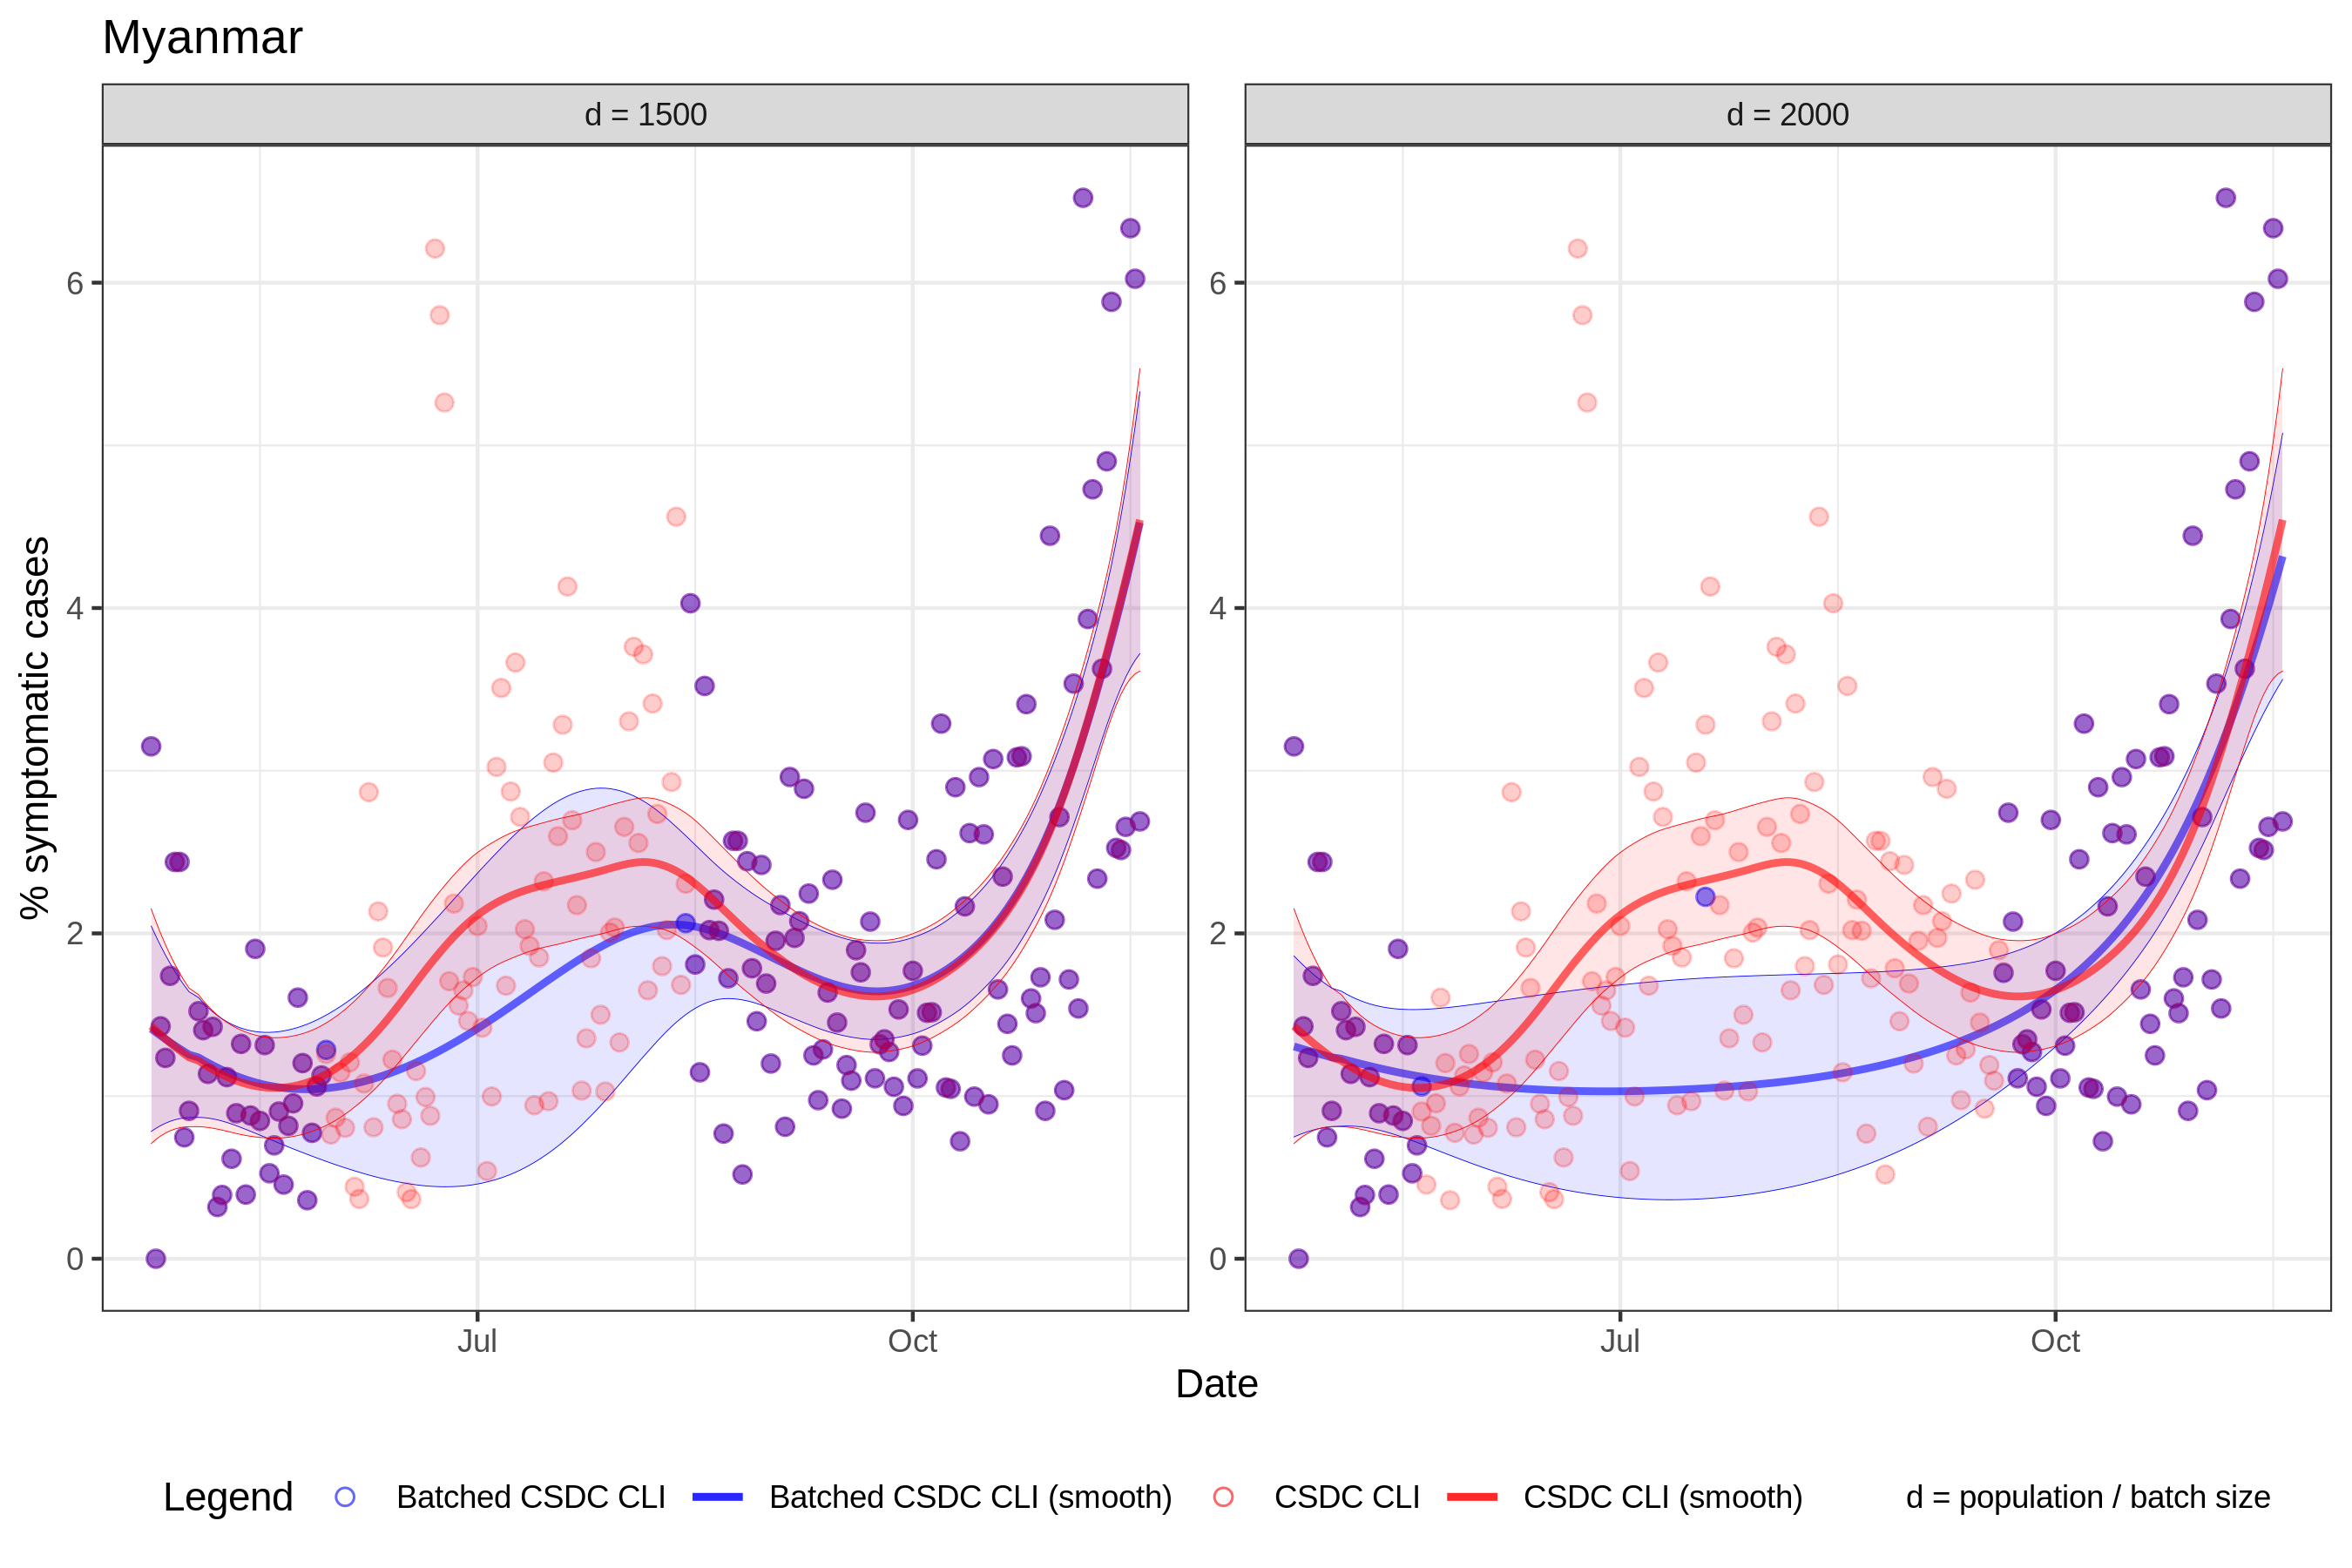 Myanmar
d = 1500
d = 2000
% symptomatic cases
6
4
2
0
6
4
2
0
Jul
Oct
Jul
Oct
Date
Legend
Batched CSDC CLI
Batched CSDC CLI (smooth)
CSDC CLI
CSDC CLI (smooth)
d = population / batch size